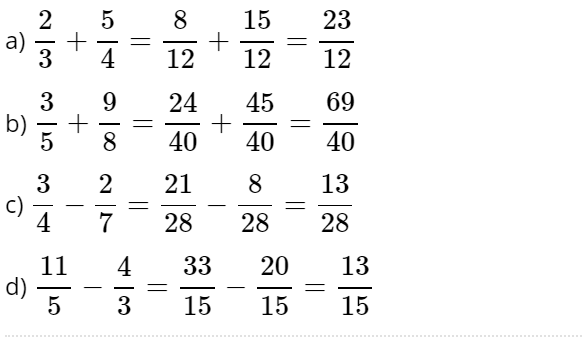 a) 2/3 + 5/4 = 8/12 + 15/12 = 23/12
b) 3/5 + 9/8 = 24/40 + 45/40 = 69/40
c) 3/4 − 2/7 = 21/28 − 8/28 = 13/28
d) 11/5 − 4/3 = 33/15 − 20/15 = 13/15